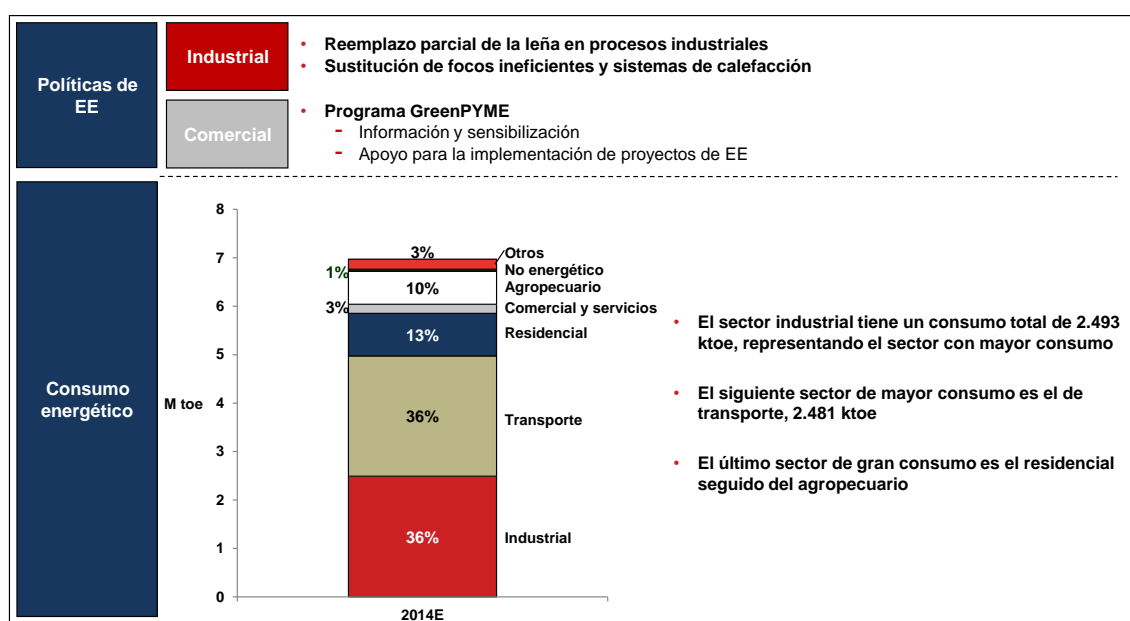 Políticas de
EE
Industrial
• Reemplazo parcial de la leña en procesos industriales
• Sustitución de focos ineficientes y sistemas de calefacción
Comercial
• Programa GreenPYME
- Información y sensibilización
- Apoyo para la implementación de proyectos de EE
Consumo
energético
M toe
8
7
6
5
4
3
2
1
0
3%
1%
10%
3%
13%
36%
36%
Otros
No energético
Agropecuario
Comercial y servicios
Residencial
Transporte
Industrial
2014E
• El sector industrial tiene un consumo total de 2.493
ktoe, representando el sector con mayor consumo
• El siguiente sector de mayor consumo es el de
transporte, 2.481 ktoe
• El último sector de gran consumo es el residencial
seguido del agropecuario